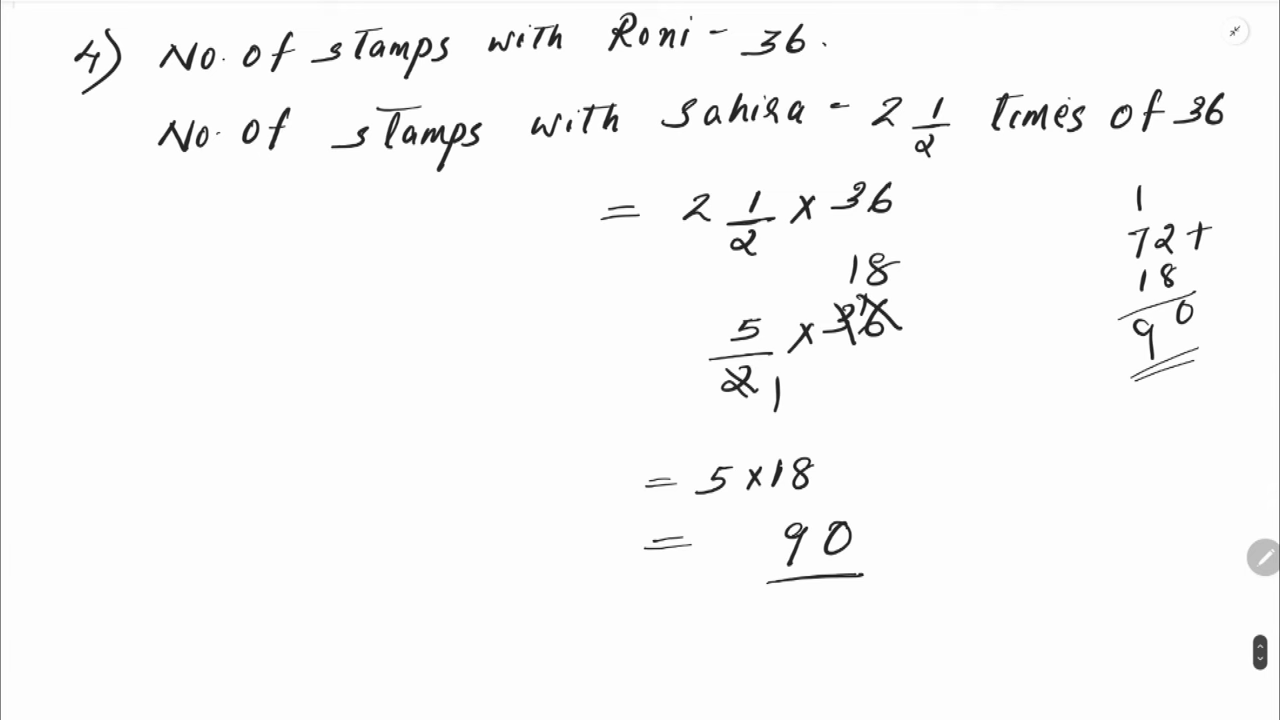 4) No. of stamps with Roni - 36.
No. of stamps with sahira - 2 1/2 times of 36
= 2 1/2 x 36
5/2 x 36
18
1
= 5 x 18
= 90
1
72 +
18
90